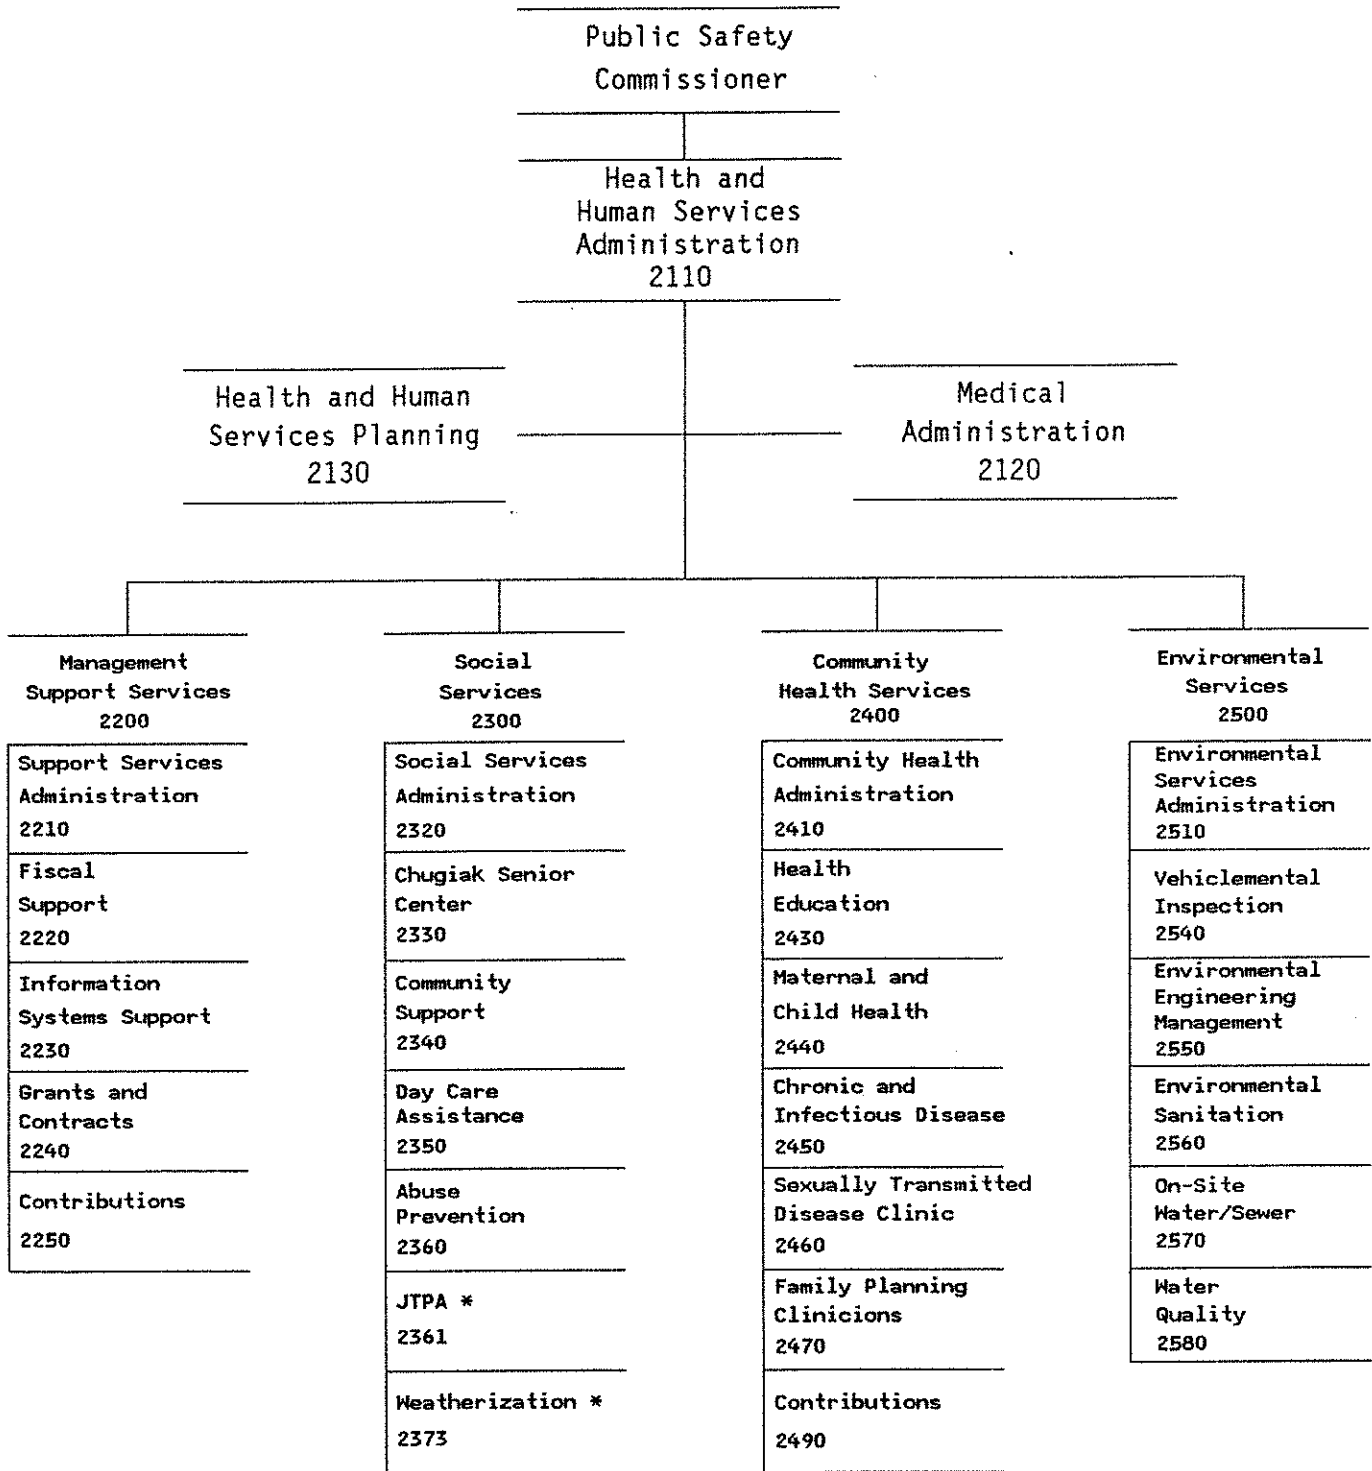 Public Safety
Commissioner
Health and
Human Services
Administration
2110
Health and Human
Services Planning
2130
Medical
Administration
2120
Management
Support Services
2200
Support Services
Administration
2210
Fiscal
Support
2220
Information
Systems Support
2230
Grants and
Contracts
2240
Contributions
2250
Social
Services
2300
Social Services
Administration
2320
Chugiak Senior
Center
2330
Community
Support
2340
Day Care
Assistance
2350
Abuse
Prevention
2360
JTPA *
2361
Weatherization *
2373
Community
Health Services
2400
Community Health
Administration
2410
Health
Education
2430
Maternal and
Child Health
2440
Chronic and
Infectious Disease
2450
Sexually Transmitted
Disease Clinic
2460
Family Planning
Clinicions
2470
Contributions
2490
Environmental
Services
2500
Environmental
Services
Administration
2510
Vehiclemental
Inspection
2540
Environmental
Engineering
Management
2550
Environmental
Sanitation
2560
On-Site
Water/Sewer
2570
Water
Quality
2580